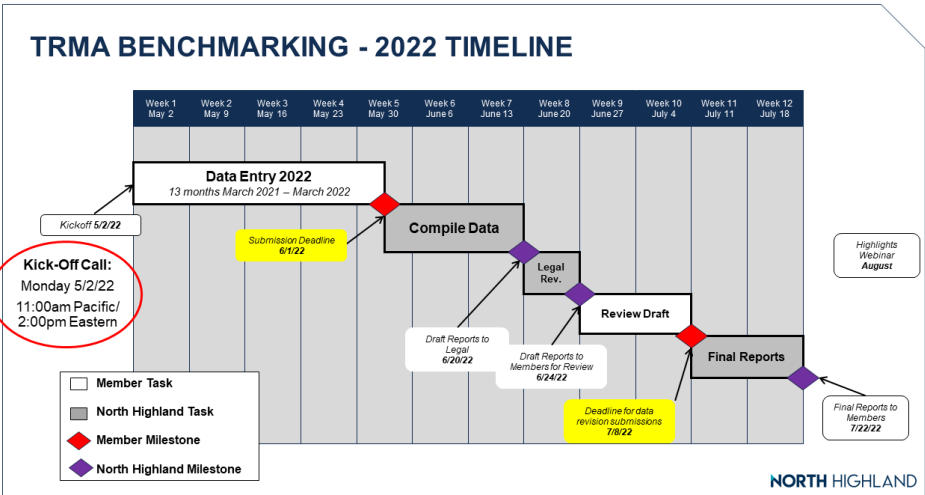 TRMA BENCHMARKING - 2022 TIMELINE
Week 1 Week 2 Week 3 Week 4 Week 5 Week 6 Week 7 Week 8 Week 9 Week 10 Week 11 Week 12
May 2 May 9 May 16 May 23 May 30 June 6 June 13 June 20 June 27 July 4 July 11 July 18
Data Entry 2022
13 months March 2021 – March 2022
Kickoff 5/2/22
Submission Deadline
6/1/22
Compile Data
Highlights
Webinar
August
Kick-Off Call:
Monday 5/2/22
11:00am Pacific/
2:00pm Eastern
Legal
Rev.
Review Draft
Draft Reports to
Legal
6/20/22
Draft Reports to
Members for Review
6/24/22
Final Reports
Deadline for data
revision submissions
7/8/22
Final Reports to
Members
7/22/22
Member Task
North Highland Task
Member Milestone
North Highland Milestone
NORTH HIGHLAND